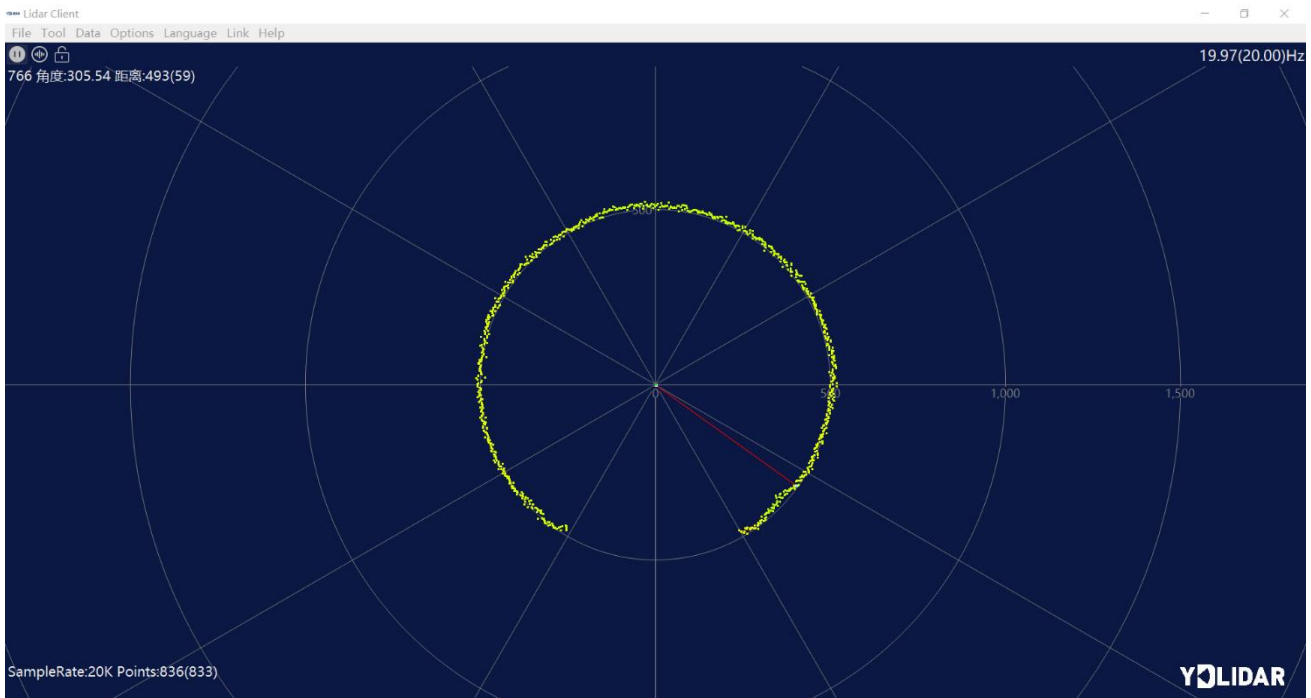 Lidar Client
File Tool Data Options Language Link Help
19.97(20.00)Hz
766 角度:305.54 距离:493(59)
500
0
500
1,000
1,500
SampleRate:20K Points:836(833)
YDLIDAR